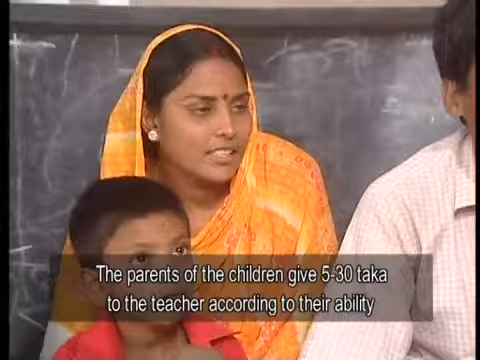 The parents of the children give 5-30 taka
to the teacher according to their ability